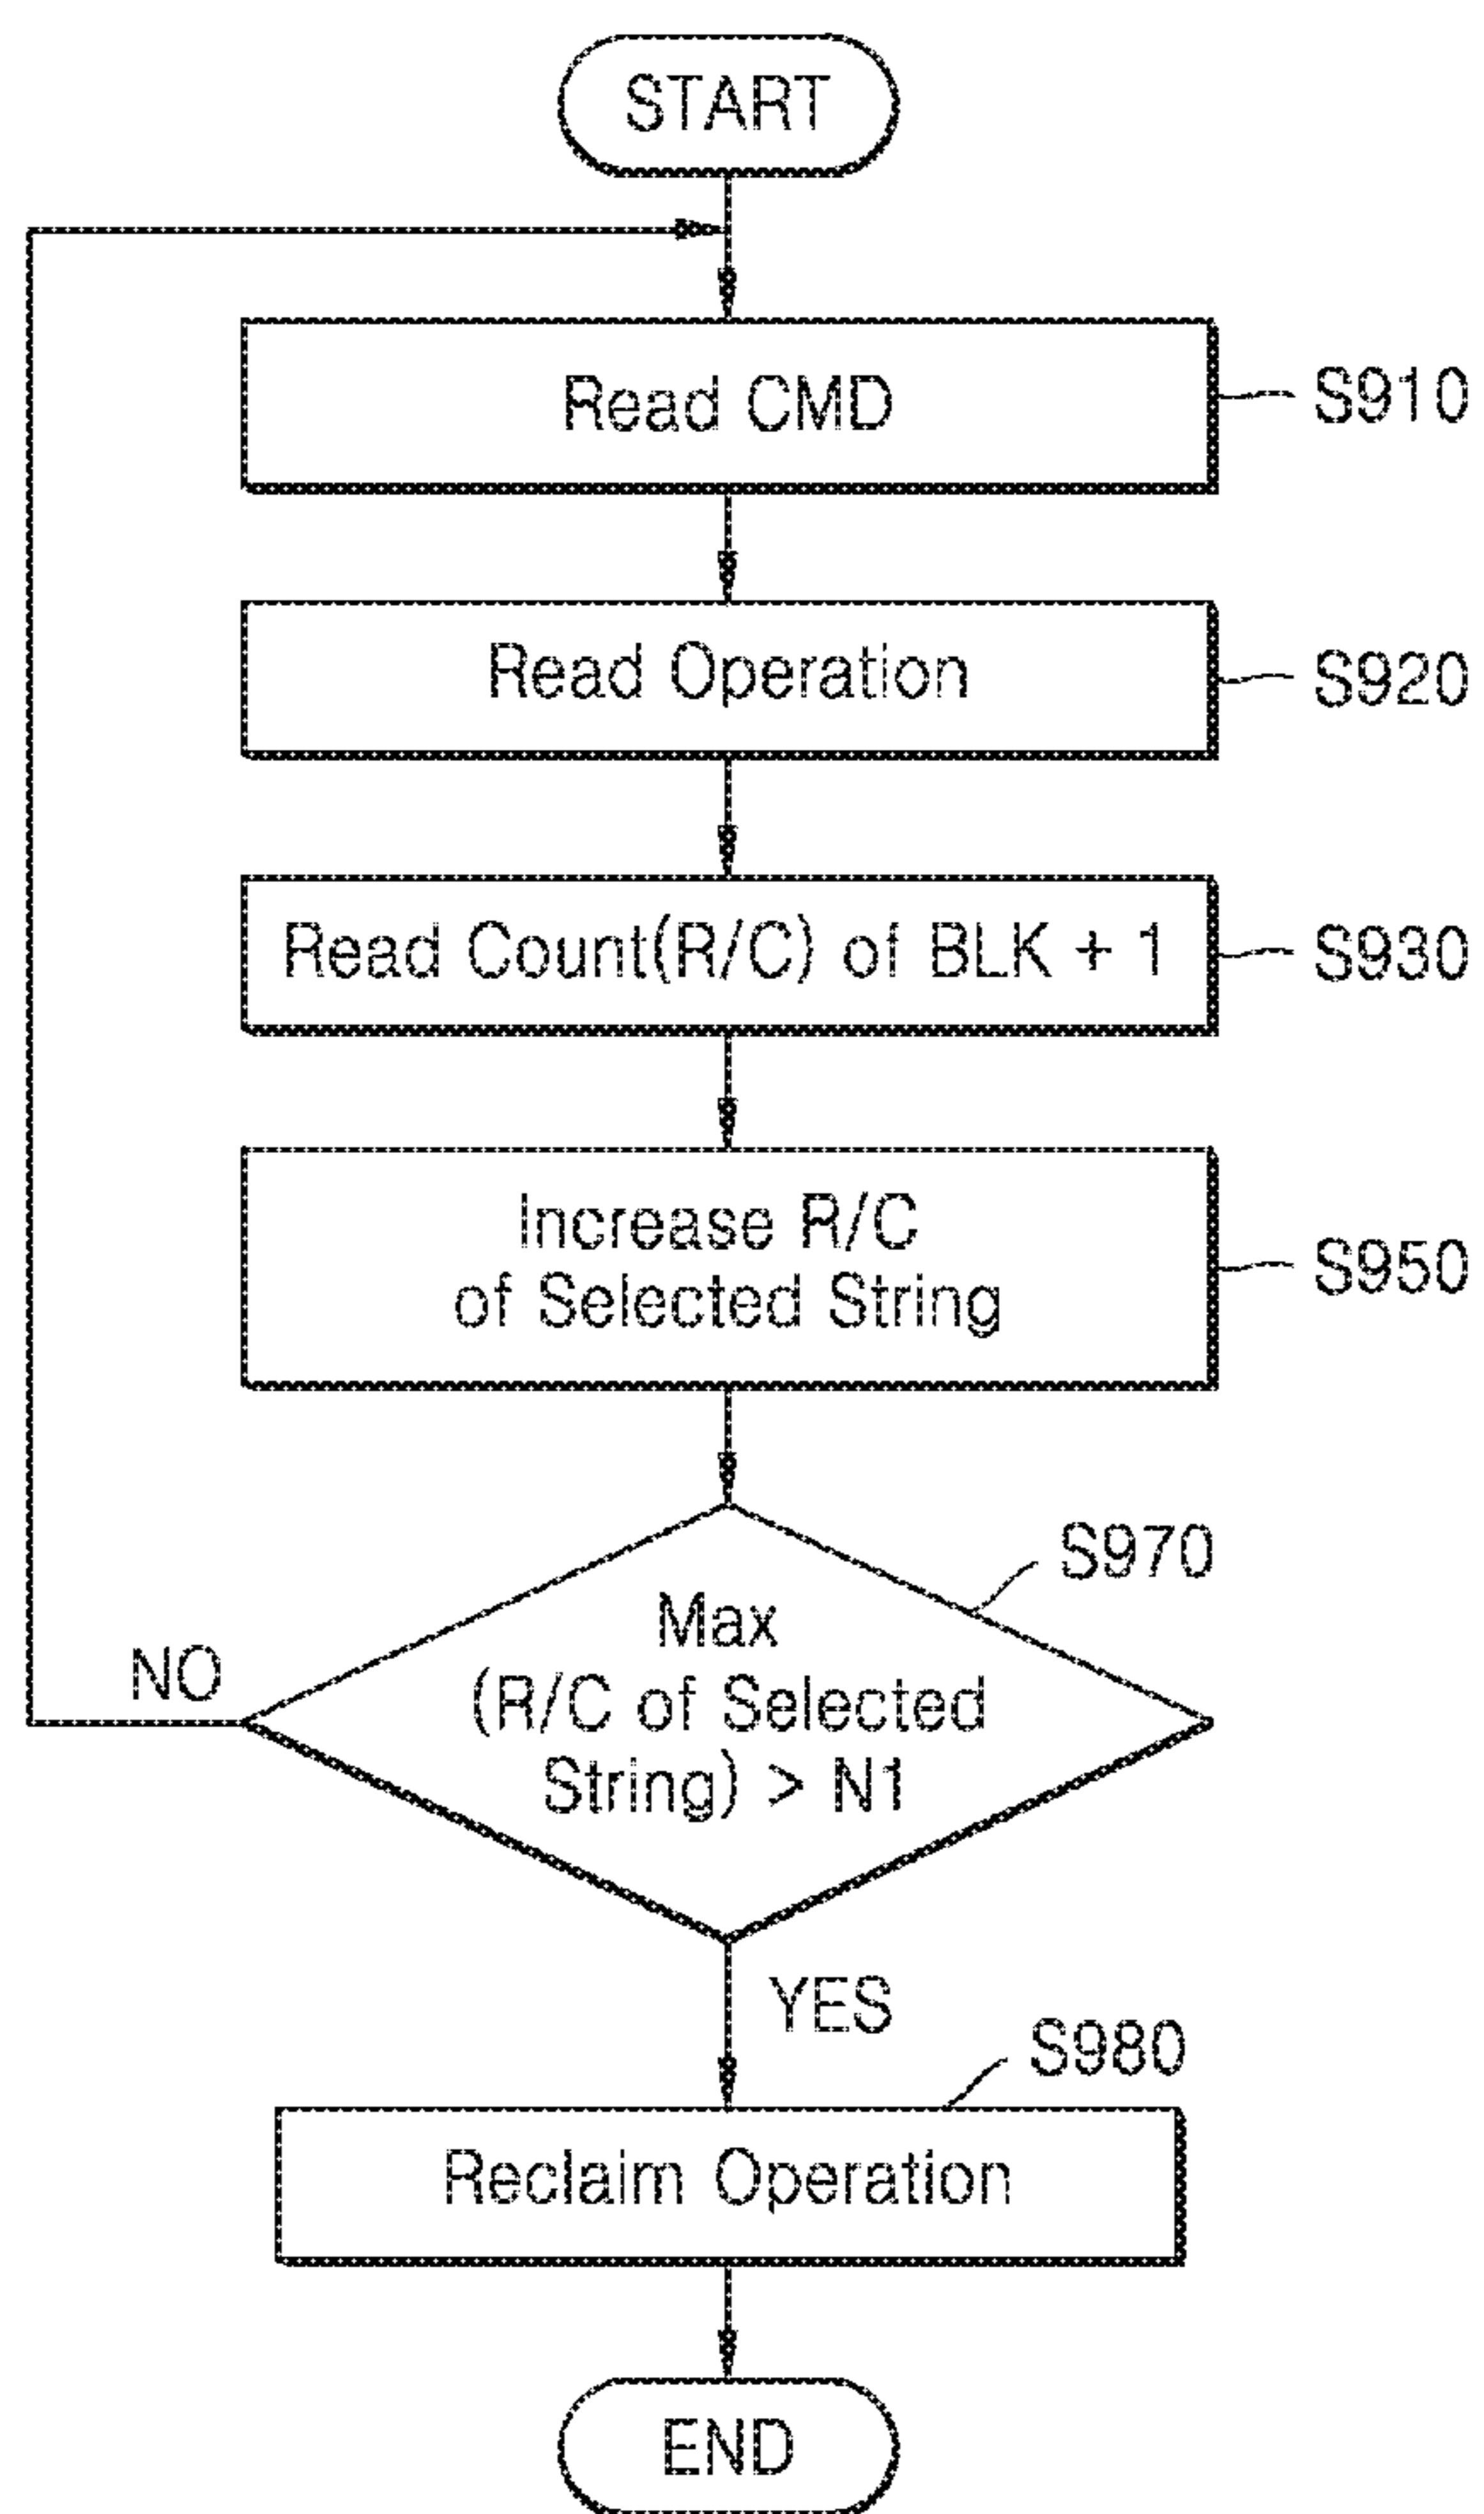 START
Read CMD
S910
Read Operation
S920
Read Count(R/C) of BLK + 1
S930
Increase R/C
of Selected String
S950
S970
Max
(R/C of Selected
String) > N1
NO
YES
S980
Reclaim Operation
END